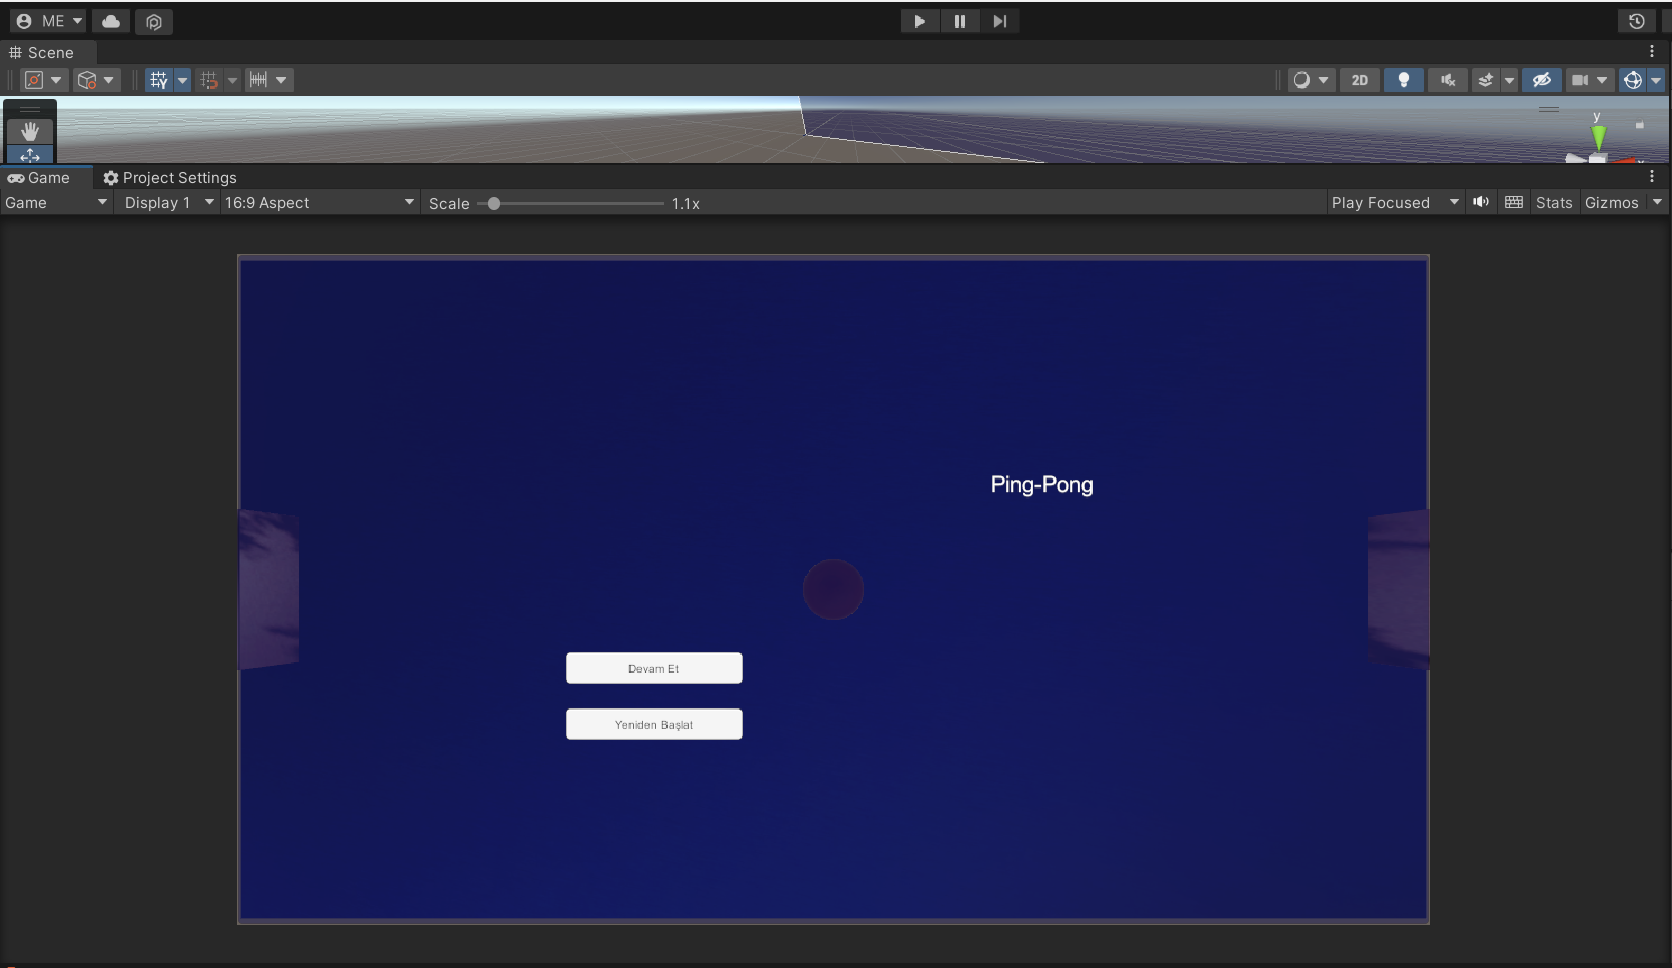 ME
Scene
2D
y
Game
Project Settings
Game
Display 1
16:9 Aspect
Scale
1.1x
Play Focused
Stats
Gizmos
Ping-Pong
Devam Et
Yeniden Başlat